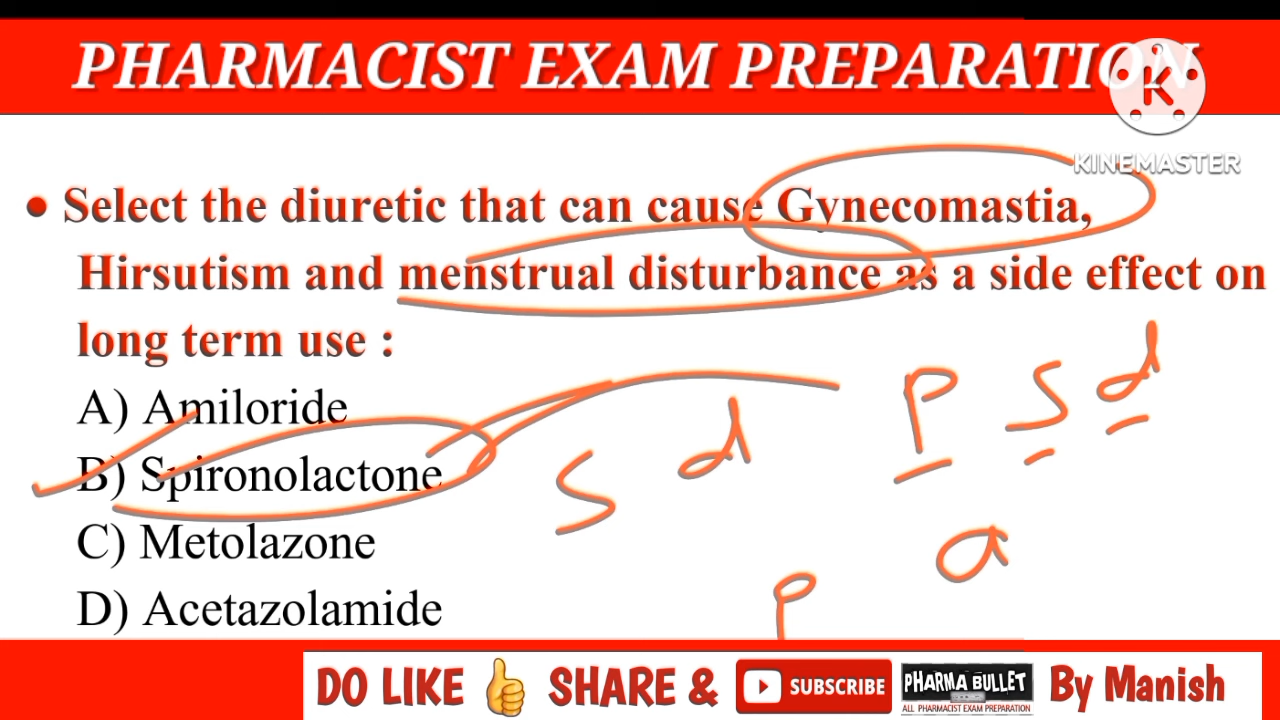 PHARMACIST EXAM PREPARATION
K
KINEMASTER
• Select the diuretic that can cause Gynecomastia,
Hirsutism and menstrual disturbance as a side effect on
long term use :
A) Amiloride
B) Spironolactone
C) Metolazone
D) Acetazolamide
P S d
S d
a
P
DO LIKE 👍 SHARE & SUBSCRIBE PHARMA BULLET By Manish
ALL PHARMACIST EXAM PREPARATION